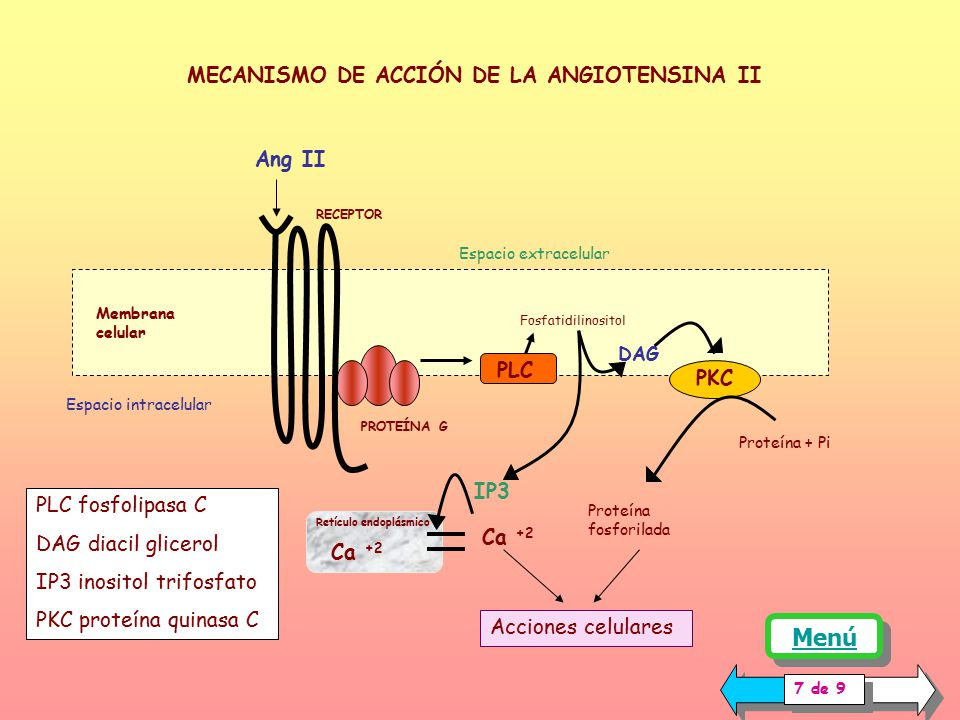 MECANISMO DE ACCIÓN DE LA ANGIOTENSINA II
Ang II
RECEPTOR
Espacio extracelular
Membrana
celular
Fosfatidilinositol
DAG
PLC
PKC
Espacio intracelular
PROTEÍNA G
Proteína + Pi
IP3
Proteína
fosforilada
Retículo endoplásmico
Ca +2
Ca +2
PLC fosfolipasa C
DAG diacil glicerol
IP3 inositol trifosfato
PKC proteína quinasa C
Acciones celulares
Menú
7 de 9